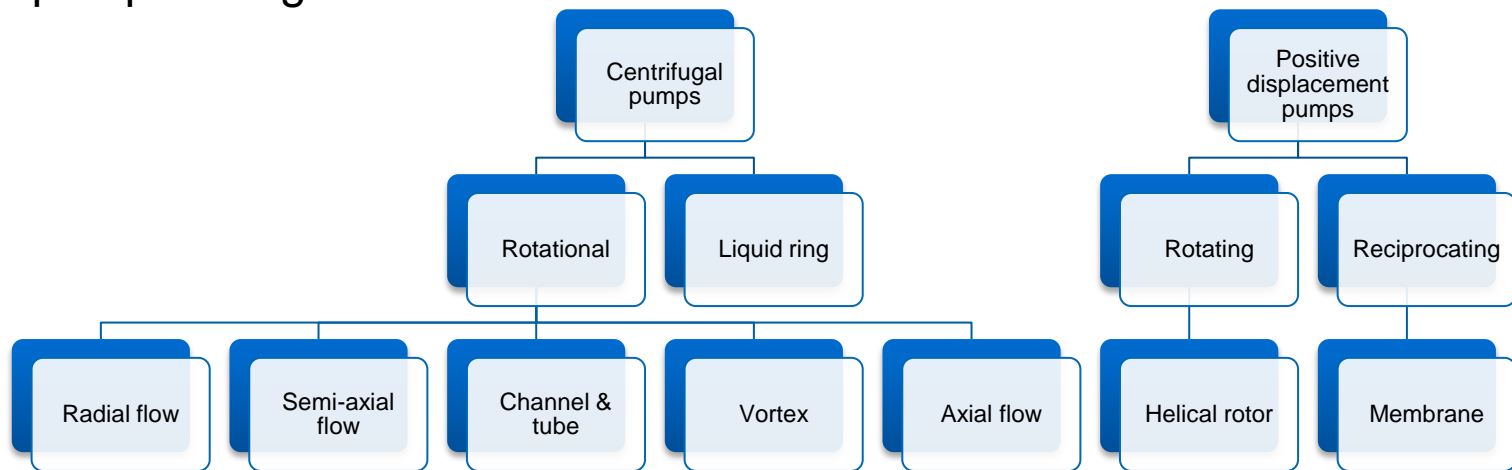 Centrifugal
pumps
Positive
displacement
pumps
Rotational
Liquid ring
Rotating
Reciprocating
Radial flow
Semi-axial
flow
Channel &
tube
Vortex
Axial flow
Helical rotor
Membrane